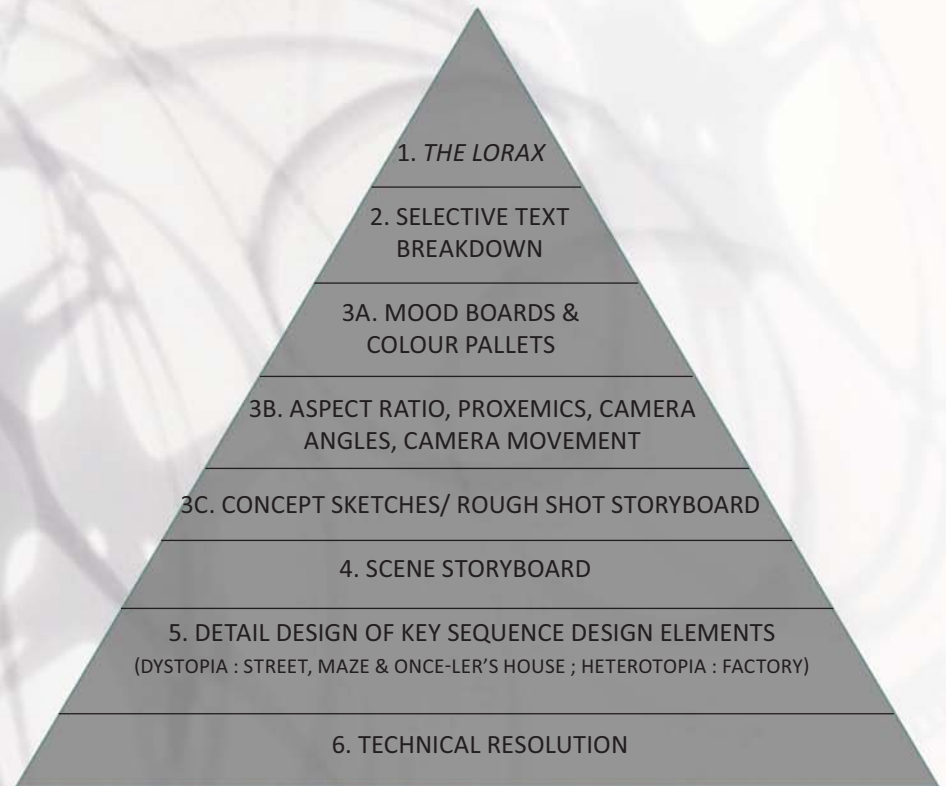 1. THE LORAX
2. SELECTIVE TEXT
BREAKDOWN
3A. MOOD BOARDS &
COLOUR PALLETS
3B. ASPECT RATIO, PROXEMICS, CAMERA
ANGLES, CAMERA MOVEMENT
3C. CONCEPT SKETCHES/ ROUGH SHOT STORYBOARD
4. SCENE STORYBOARD
5. DETAIL DESIGN OF KEY SEQUENCE DESIGN ELEMENTS
(DYSTOPIA : STREET, MAZE & ONCE-LER'S HOUSE ; HETEROTOPIA : FACTORY)
6. TECHNICAL RESOLUTION